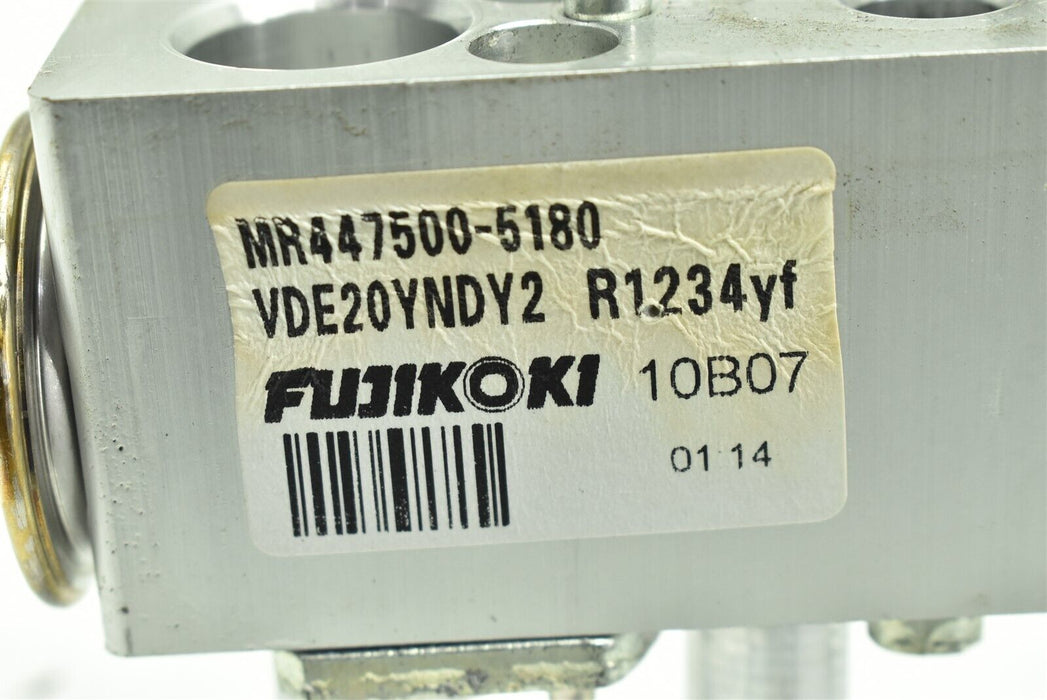 MR447500-5180
VDE20YNDY2 R1234yf
FUJIKOKI 10B07
01 14